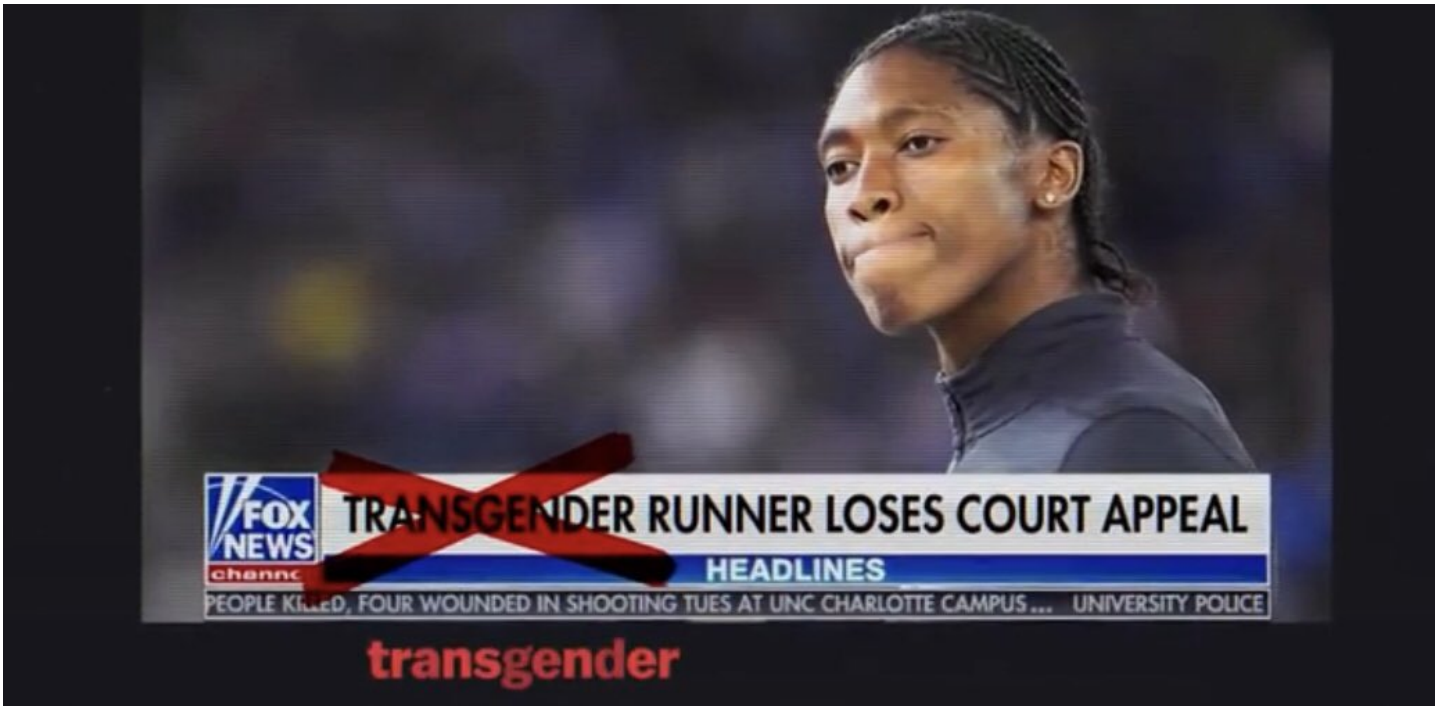 FOX
NEWS
channe
TRANSGENDER RUNNER LOSES COURT APPEAL
HEADLINES
PEOPLE KILLED, FOUR WOUNDED IN SHOOTING TUES AT UNC CHARLOTTE CAMPUS... UNIVERSITY POLICE
transgender